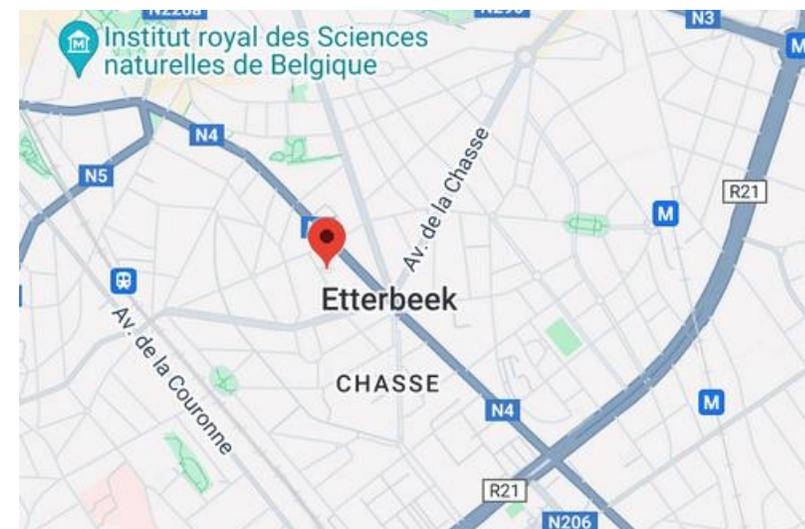 N3
M
Institut royal des Sciences
naturelles de Belgique
N4
N5
Av. de la Chasse
R21
M
Etterbeek
Av. de la Couronne
CHASSE
M
N4
R21
N206